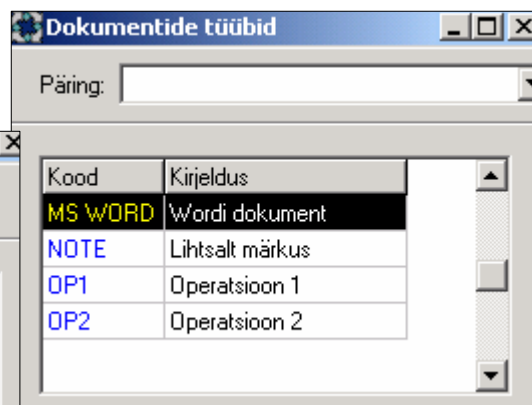 Dokumentide tüübid
Päring:
Kood Kirjeldus
MS WORD Wordi dokument
NOTE Lihtsalt märkus
OP1 Operatsioon 1
OP2 Operatsioon 2